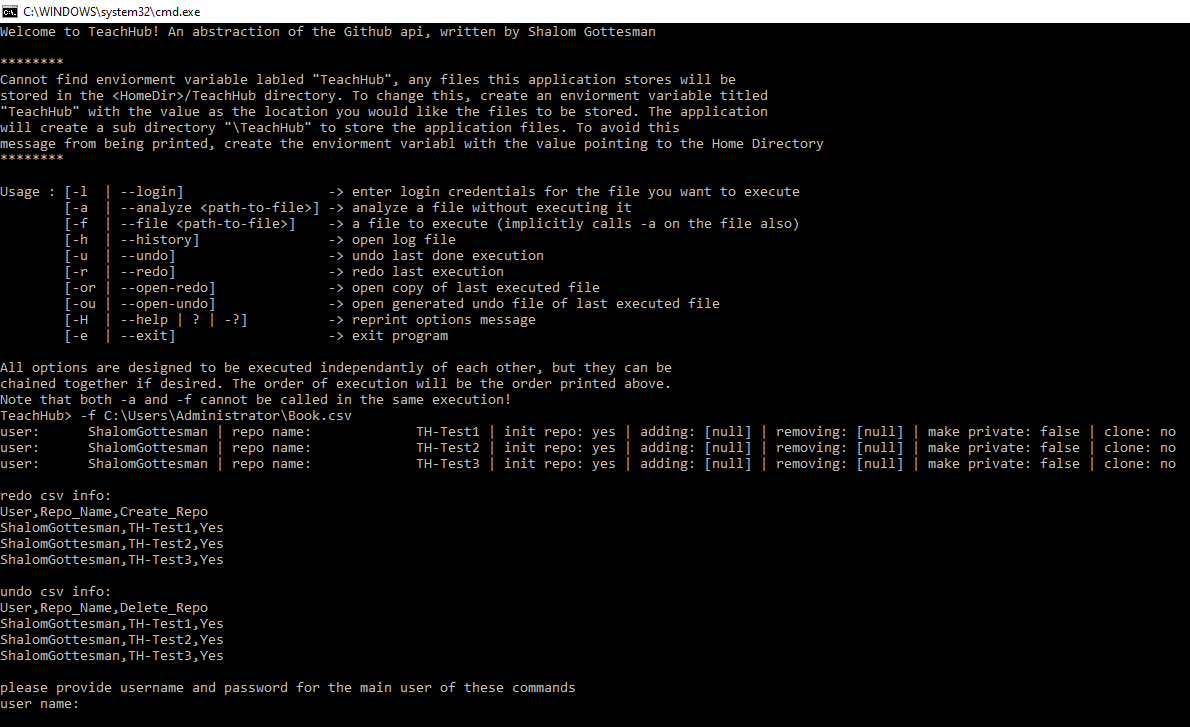 C:\WINDOWS\system32\cmd.exe
Welcome to TeachHub! An abstraction of the Github api, written by Shalom Gottesman
********
Cannot find enviorment variable labled "TeachHub", any files this application stores will be
stored in the <HomeDir>/TeachHub directory. To change this, create an enviorment variable titled
"TeachHub" with the value as the location you would like the files to be stored. The application
will create a sub directory "\TeachHub" to store the application files. To avoid this
message from being printed, create the enviorment variabl with the value pointing to the Home Directory
********
Usage : [-l  | --login]                  -> enter login credentials for the file you want to execute
        [-a  | --analyze <path-to-file>] -> analyze a file without executing it
        [-f  | --file <path-to-file>]    -> a file to execute (implicitly calls -a on the file also)
        [-h  | --history]                -> open log file
        [-u  | --undo]                   -> undo last done execution
        [-r  | --redo]                   -> redo last execution
        [-or | --open-redo]              -> open copy of last executed file
        [-ou | --open-undo]              -> open generated undo file of last executed file
        [-H  | --help | ? | -?]          -> reprint options message
        [-e  | --exit]                   -> exit program
All options are designed to be executed independantly of each other, but they can be
chained together if desired. The order of execution will be the order printed above.
Note that both -a and -f cannot be called in the same execution!
TeachHub> -f C:\Users\Administrator\Book.csv
user:      ShalomGottesman | repo name:             TH-Test1 | init repo: yes | adding: [null] | removing: [null] | make private: false | clone: no
user:      ShalomGottesman | repo name:             TH-Test2 | init repo: yes | adding: [null] | removing: [null] | make private: false | clone: no
user:      ShalomGottesman | repo name:             TH-Test3 | init repo: yes | adding: [null] | removing: [null] | make private: false | clone: no
redo csv info:
User,Repo_Name,Create_Repo
ShalomGottesman,TH-Test1,Yes
ShalomGottesman,TH-Test2,Yes
ShalomGottesman,TH-Test3,Yes
undo csv info:
User,Repo_Name,Delete_Repo
ShalomGottesman,TH-Test1,Yes
ShalomGottesman,TH-Test2,Yes
ShalomGottesman,TH-Test3,Yes
please provide username and password for the main user of these commands
user name: